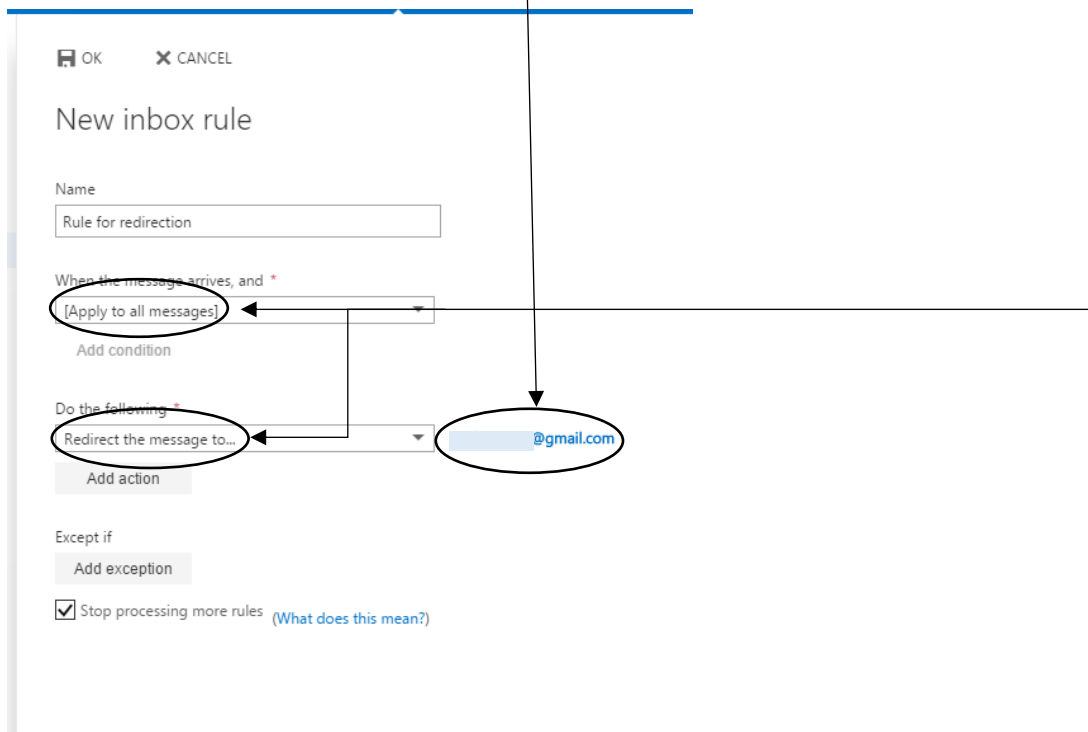 OK CANCEL
New inbox rule
Name
Rule for redirection
When the message arrives, and *
[Apply to all messages]
Add condition
Do the following *
Redirect the message to... @gmail.com
Add action
Except if
Add exception
Stop processing more rules (What does this mean?)